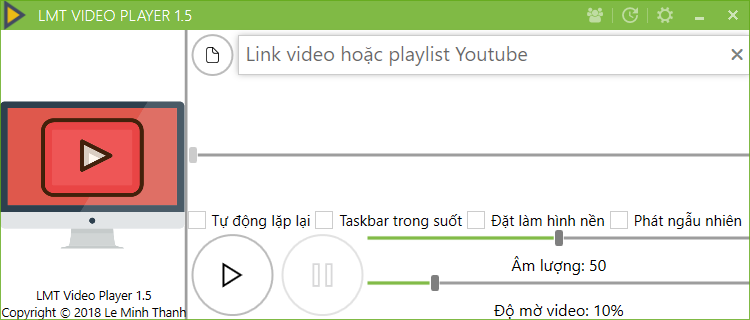 LMT VIDEO PLAYER 1.5
Link video hoặc playlist Youtube
Tự động lặp lại Taskbar trong suốt Đặt làm hình nền Phát ngẫu nhiên
Âm lượng: 50
Độ mờ video: 10%
LMT Video Player 1.5
Copyright © 2018 Le Minh Thanh